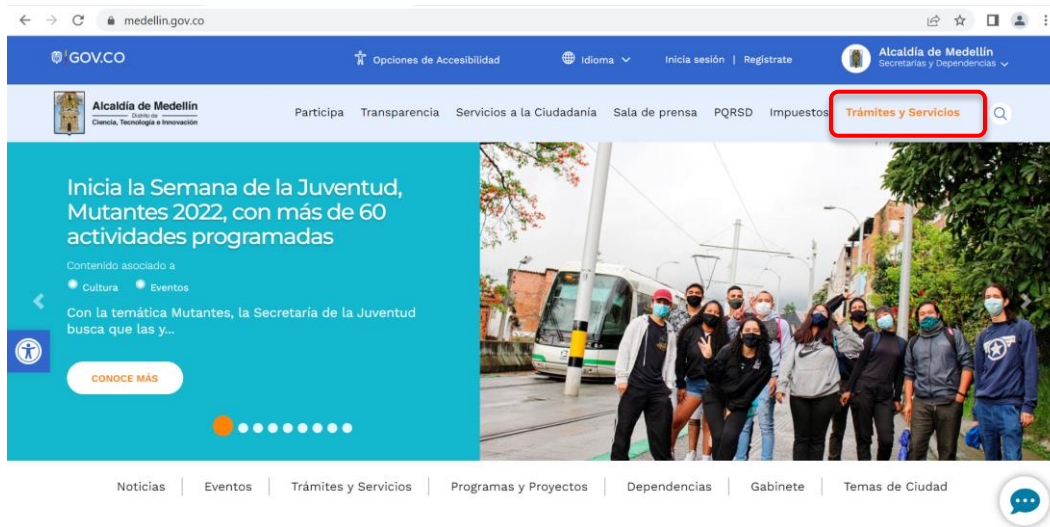 medellin.gov.co
GOV.CO
Opciones de Accesibilidad
Idioma
Inicia sesión | Regístrate
Alcaldía de Medellín
Secretarías y Dependencias
Alcaldía de Medellín
Distrito de
Ciencia, Tecnología e Innovación
Participa Transparencia Servicios a la Ciudadanía Sala de prensa PQRSD Impuestos Trámites y Servicios
Inicia la Semana de la Juventud,
Mutantes 2022, con más de 60
actividades programadas
Contenido asociado a
Cultura Eventos
Con la temática Mutantes, la Secretaría de la Juventud
busca que las y...
CONOCE MÁS
Noticias | Eventos | Trámites y Servicios | Programas y Proyectos | Dependencias | Gabinete | Temas de Ciudad